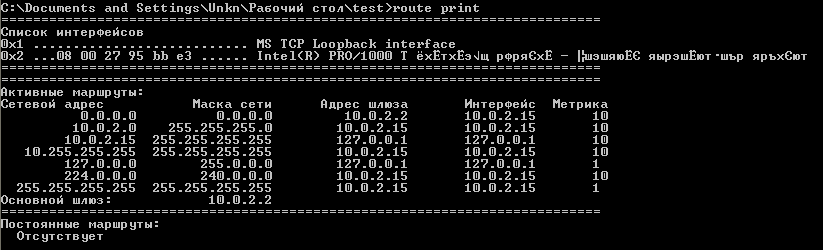 C:\Documents and Settings\Unkn\Рабочий стол\test>route print
===========================================================================
Список интерфейсов
0x1 ........................... MS TCP Loopback interface
0x2 ...08 00 27 95 bb e3 ...... Intel(R) PRO/1000 T
===========================================================================
===========================================================================
Активные маршруты:
Сетевой адрес Маска сети Адрес шлюза Интерфейс Метрика
0.0.0.0 0.0.0.0 10.0.2.2 10.0.2.15 10
10.0.2.0 255.255.255.0 10.0.2.15 10.0.2.15 10
10.0.2.15 255.255.255.255 127.0.0.1 127.0.0.1 10
10.255.255.255 255.255.255.255 10.0.2.15 10.0.2.15 10
127.0.0.0 255.0.0.0 127.0.0.1 127.0.0.1 1
224.0.0.0 240.0.0.0 10.0.2.15 10.0.2.15 10
255.255.255.255 255.255.255.255 10.0.2.15 10.0.2.15 1
Основной шлюз: 10.0.2.2
===========================================================================
Постоянные маршруты:
Отсутствует